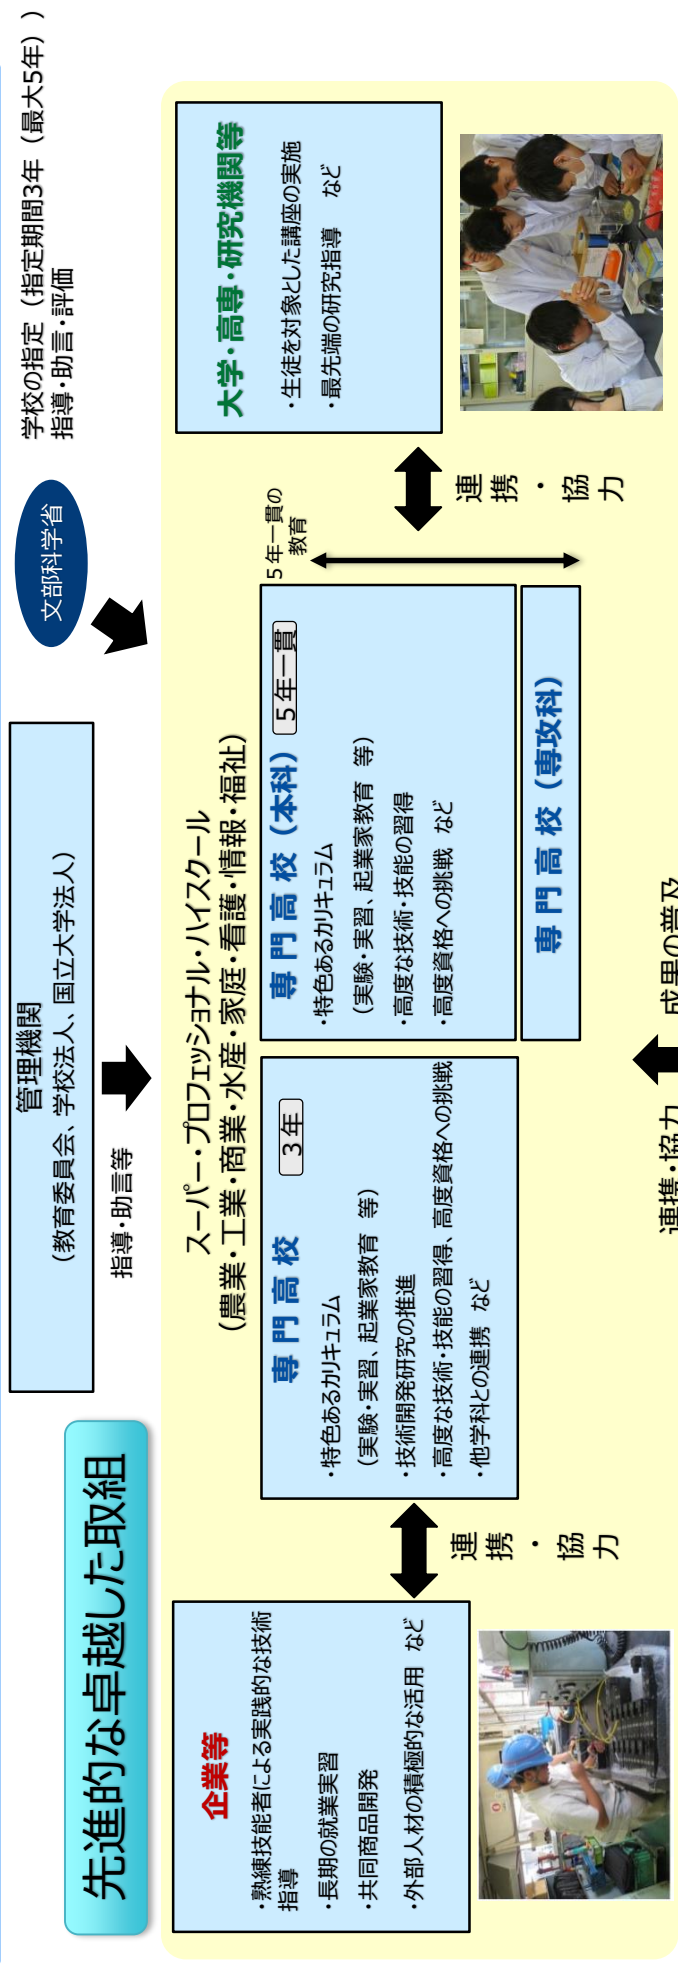 先進的な卓越した取組
管理機関
（教育委員会、学校法人、国立大学法人）
指導・助言等
文部科学省
学校の指定（指定期間3年（最大5年））
指導・助言・評価
スーパー・プロフェッショナル・ハイスクール
（農業・工業・商業・水産・家庭・看護・情報・福祉）
企業等
・熟練技能者による実践的な技術
指導
・長期の就業実習
・共同商品開発
・外部人材の積極的な活用 など
連携・協力
専門高校
3年
・特色あるカリキュラム
（実験・実習、起業家教育 等）
・技術開発研究の推進
・高度な技術・技能の習得、高度資格への挑戦
・他学科との連携 など
専門高校（本科）
5年一貫
・特色あるカリキュラム
（実験・実習、起業家教育 等）
・高度な技術・技能の習得
・高度資格への挑戦 など
専門高校（専攻科）
5年一貫の
教育
連携・協力
大学・高専・研究機関等
・生徒を対象とした講座の実施
・最先端の研究指導 など
連携・協力
成果の普及